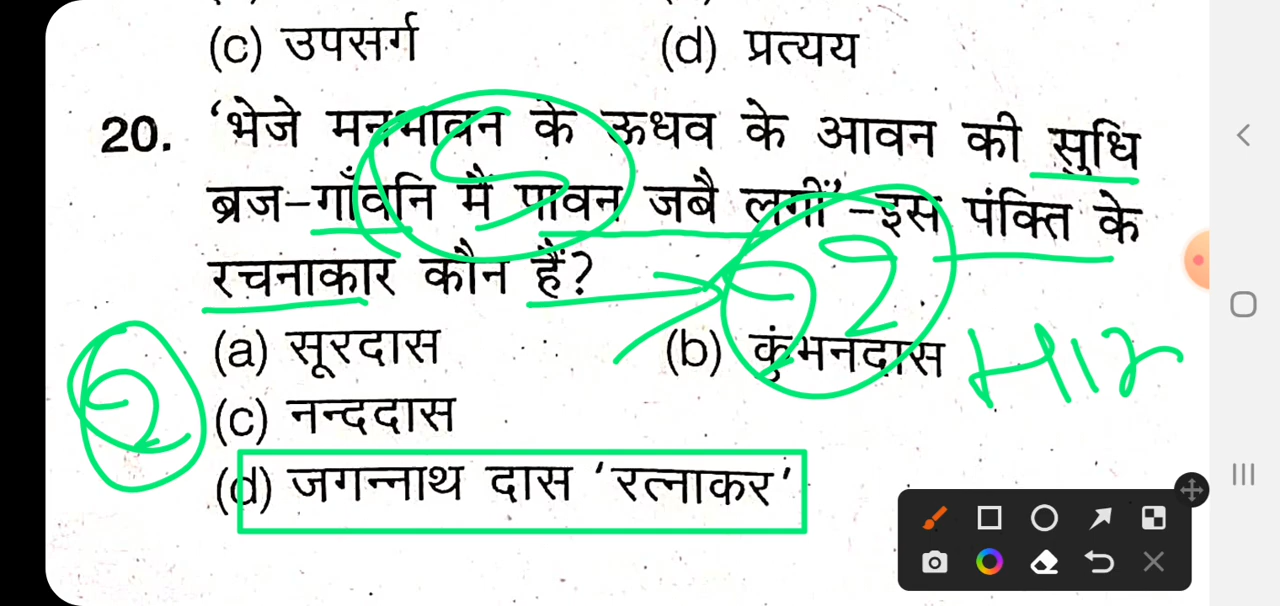 (c) उपसर्ग (d) प्रत्यय
20. ‘भेजे मनभावन के ऊधव के आवन की सुधि
ब्रज–गाँवनि मैं पावन जबै लगीं’ –इस पंक्ति के
रचनाकार कौन हैं?
(a) सूरदास (b) कुंभनदास
(c) नन्ददास
(d) जगन्नाथ दास ‘रत्नाकर’